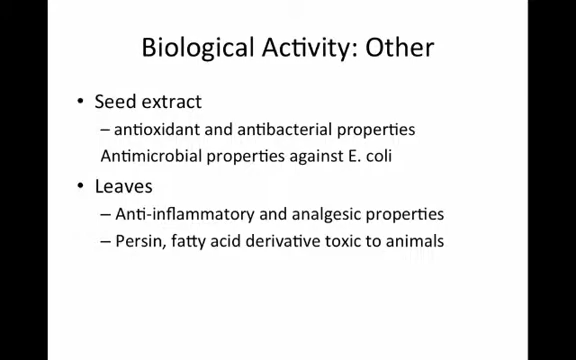 Biological Activity: Other
• Seed extract
– antioxidant and antibacterial properties
Antimicrobial properties against E. coli
• Leaves
– Anti-inflammatory and analgesic properties
– Persin, fatty acid derivative toxic to animals